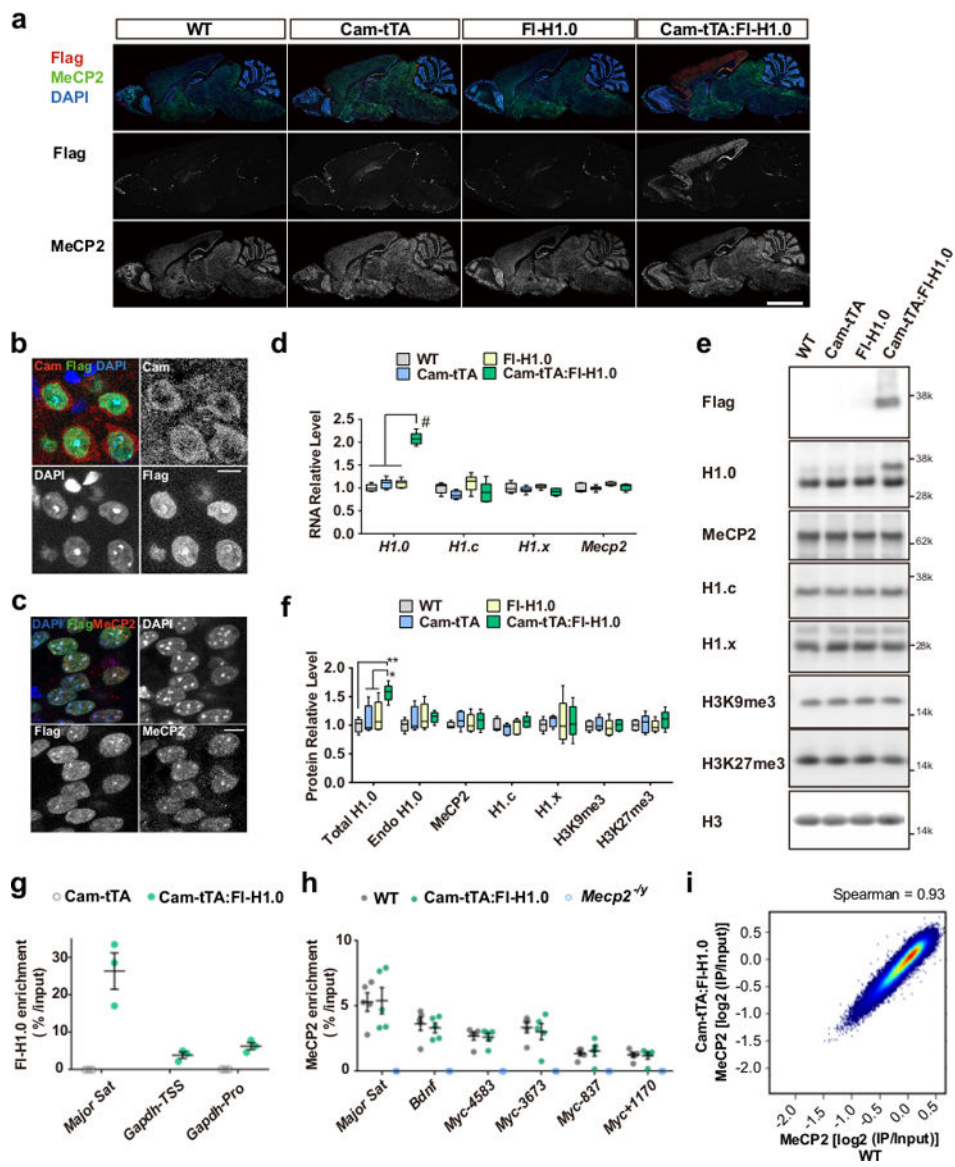 a
WT
Cam-tTA
Fl-H1.0
Cam-tTA:Fl-H1.0
Flag
MeCP2
DAPI
Flag
MeCP2
b
Cam Flag DAPI
Cam
DAPI
Flag
c
DAPI FlagMeCP2
DAPI
Flag
MeCP2
d
WT
Fl-H1.0
Cam-tTA
Cam-tTA:Fl-H1.0
RNA Relative Level
2.5
2.0
1.5
1.0
0.5
0.0
#
H1.0
H1.c
H1.x
Mecp2
e
WT
Cam-tTA
Fl-H1.0
Cam-tTA:Fl-H1.0
Flag
38k
H1.0
38k
28k
MeCP2
62k
H1.c
38k
H1.x
28k
H3K9me3
14k
H3K27me3
14k
H3
14k
f
WT
Fl-H1.0
Cam-tTA
Cam-tTA:Fl-H1.0
Protein Relative Level
2.0
1.5
1.0
0.5
0.0
**
*
Total H1.0
Endo H1.0
MeCP2
H1.c
H1.x
H3K9me3
H3K27me3
g
Cam-tTA
Cam-tTA:Fl-H1.0
Fl-H1.0 enrichment
(% /input)
30
20
10
0
Major Sat
Gapdh-TSS
Gapdh-Pro
h
WT
Cam-tTA:Fl-H1.0
Mecp2-/y
MeCP2 enrichment
(% /input)
10
5
0
Major Sat
Bdnf
Myc-4583
Myc-3673
Myc-837
Myc+1170
i
Spearman = 0.93
Cam-tTA:Fl-H1.0
MeCP2 [log2 (IP/Input)]
0.5
0.0
-0.5
-1.0
-1.5
-2.0
-2.0
-1.5
-1.0
-0.5
0.0
0.5
MeCP2 [log2 (IP/Input)]
WT